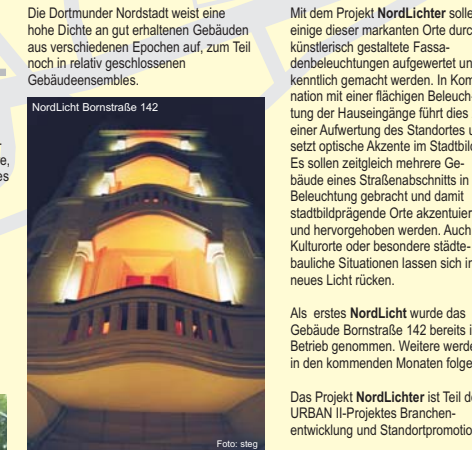 Die Dortmunder Nordstadt weist eine
hohe Dichte an gut erhaltenen Gebäuden
aus verschiedenen Epochen auf, zum Teil
noch in relativ geschlossenen
Gebäudeensembles.
NordLicht Bornstraße 142
Foto: steg
Mit dem Projekt NordLichter solle
einige dieser markanten Orte durc
künstlerisch gestaltete Fassa-
denbeleuchtungen aufgewertet un
kenntlich gemacht werden. In Kom
nation mit einer flächigen Beleuch-
tung der Hauseingänge führt dies
einer Aufwertung des Standortes u
setzt optische Akzente im Stadtbild
Es sollen zeitgleich mehrere Ge-
bäude eines Straßenabschnitts in
Beleuchtung gebracht und damit
stadtbildprägende Orte akzentuier
und hervorgehoben werden. Auch
Kulturorte oder besondere städte-
bauliche Situationen lassen sich in
neues Licht rücken.
Als erstes NordLicht wurde das
Gebäude Bornstraße 142 bereits i
Betrieb genommen. Weitere werde
in den kommenden Monaten folge
Das Projekt NordLichter ist Teil de
URBAN II-Projektes Branchen-
entwicklung und Standortpromotio